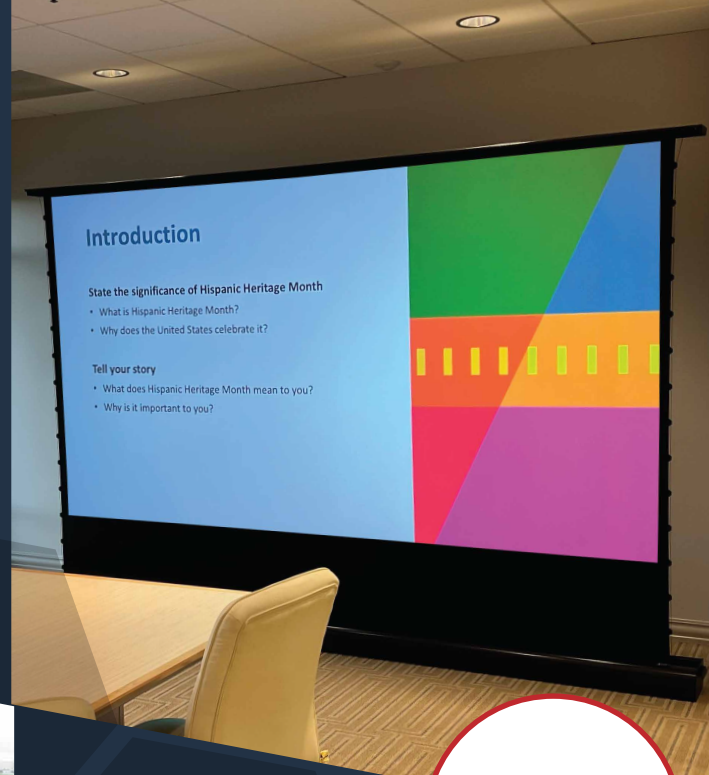 Introduction
State the significance of Hispanic Heritage Month
• What is Hispanic Heritage Month?
• Why does the United States celebrate it?
Tell your story
• What does Hispanic Heritage Month mean to you?
• Why is it important to you?